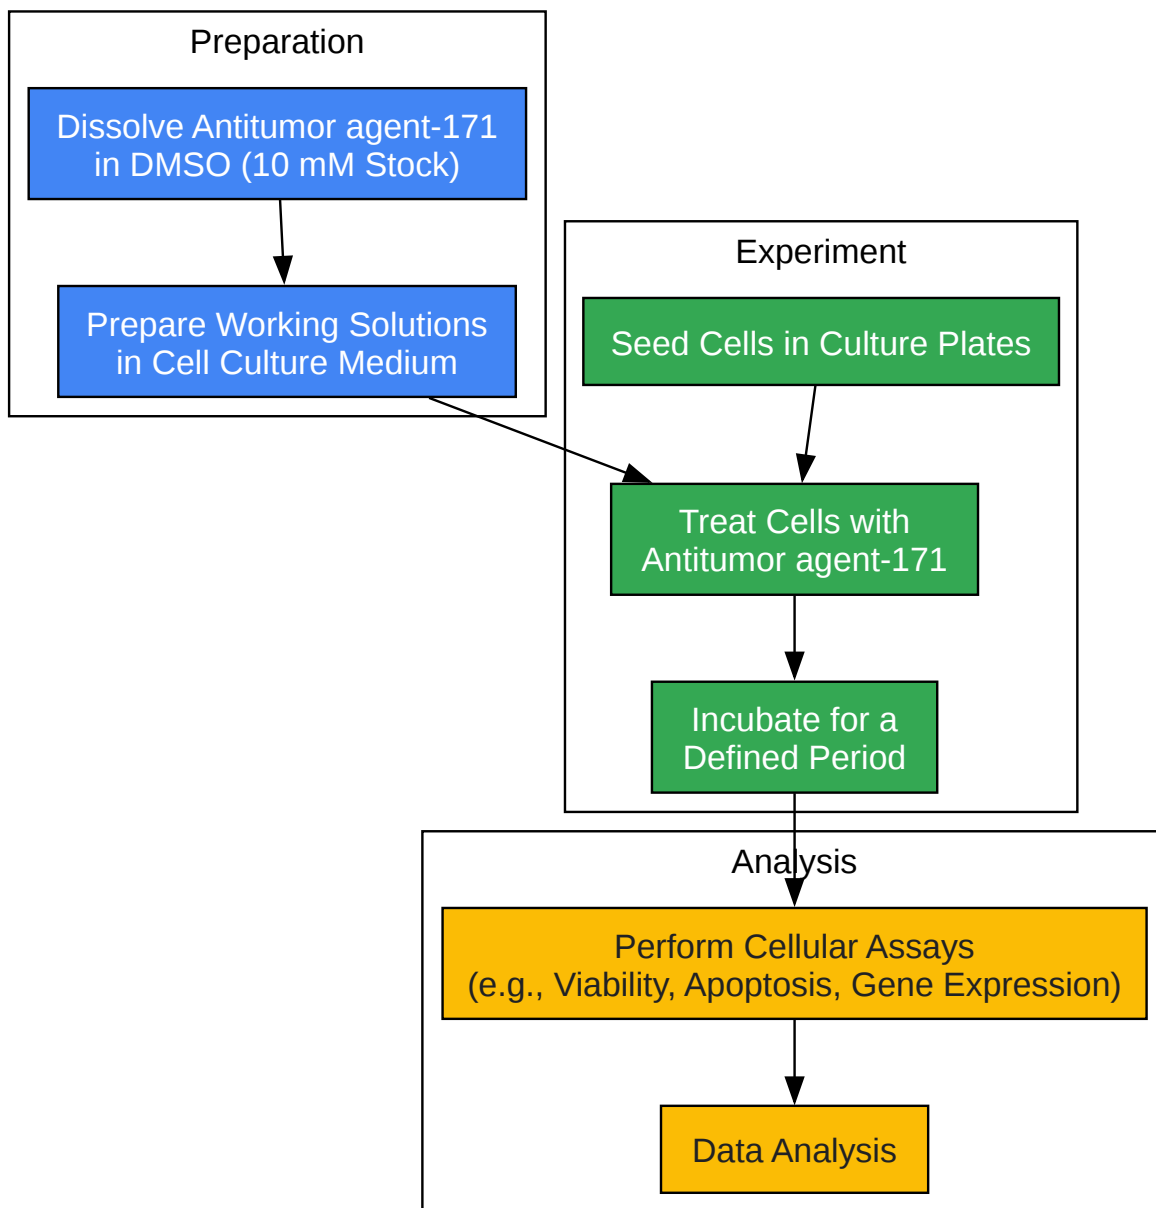 Preparation
Dissolve Antitumor agent-171
in DMSO (10 mM Stock)
Prepare Working Solutions
in Cell Culture Medium
Experiment
Seed Cells in Culture Plates
Treat Cells with
Antitumor agent-171
Incubate for a
Defined Period
Analysis
Perform Cellular Assays
(e.g., Viability, Apoptosis, Gene Expression)
Data Analysis